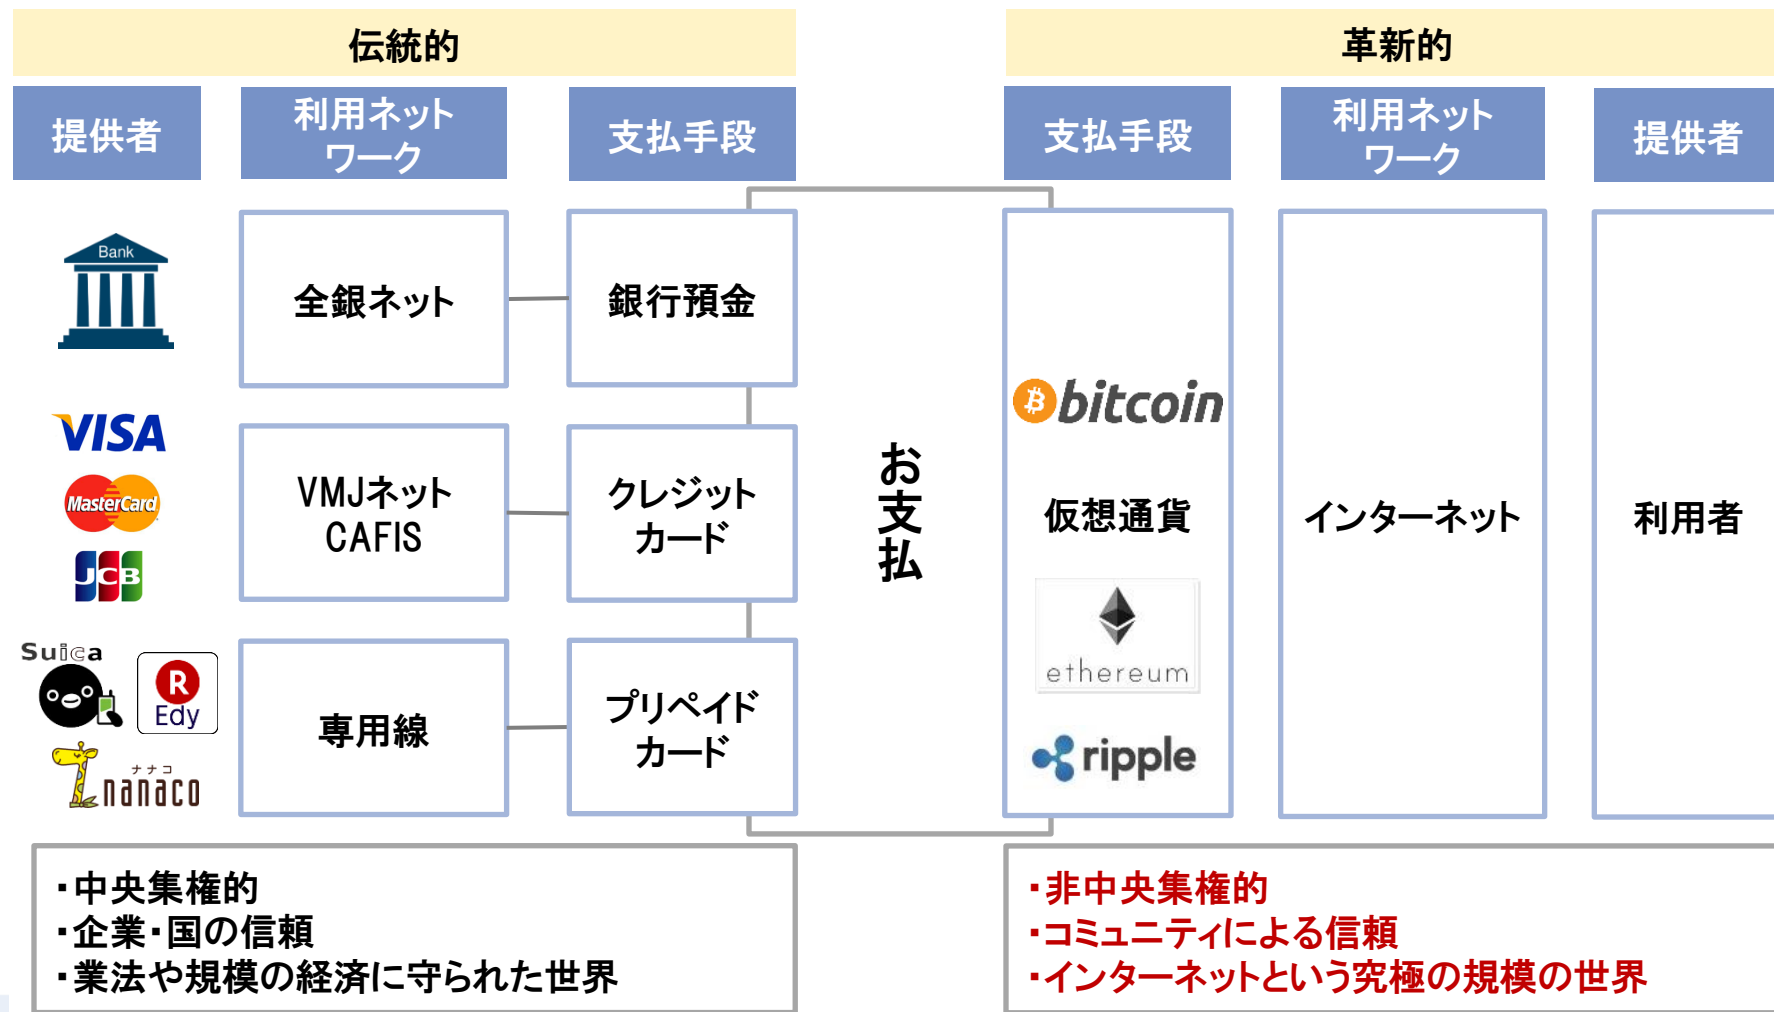 伝統的
革新的
提供者
利用ネット
ワーク
支払手段
支払手段
利用ネット
ワーク
提供者
Bank
全銀ネット
銀行預金
VISA
MasterCard
JCB
VMJネット
CAFIS
クレジット
カード
Suica
R
Edy
ナナコ
nanaco
専用線
プリペイド
カード
お支払
bitcoin
仮想通貨
ethereum
ripple
インターネット
利用者
・中央集権的
・企業・国の信頼
・業法や規模の経済に守られた世界
・非中央集権的
・コミュニティによる信頼
・インターネットという究極の規模の世界